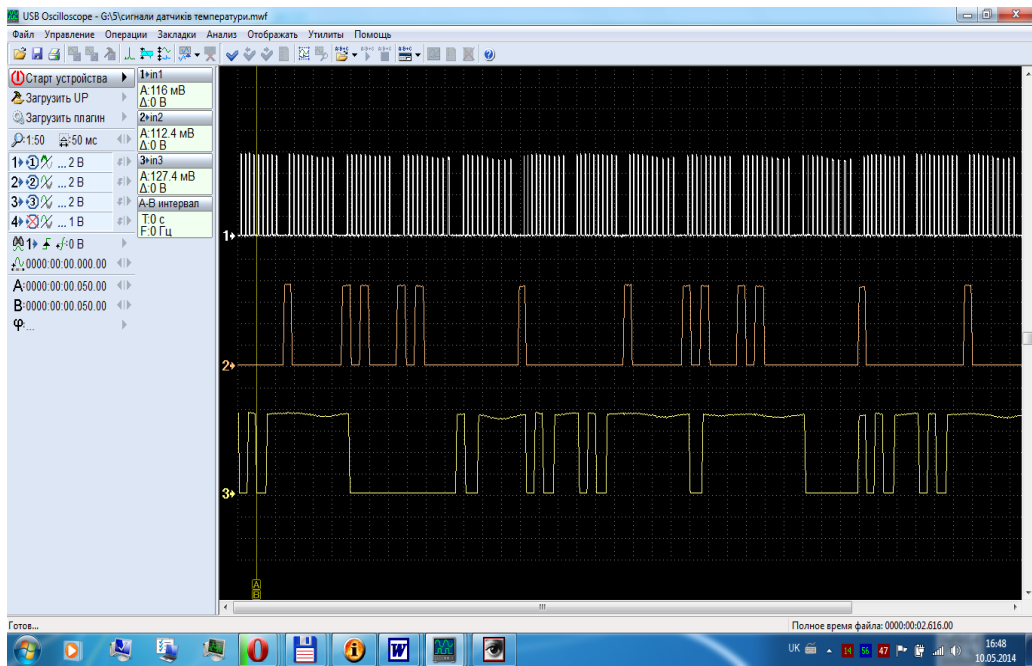 USB Oscilloscope - G:\5\сигнали датчиків температури.mwf
Файл Управление Операции Закладки Анализ Отображать Утилиты Помощь
Старт устройства
Загрузить UP
Загрузить плагин
1:50 50 мс
1 1 ... 2 В
2 2 ... 2 В
3 3 ... 2 В
4 ... 1 В
1 f:0 В
0000:00:00.000.00
A:0000:00:00.050.00
B:0000:00:00.050.00
φ:...
1 in1
A:116 мВ
Δ:0 В
2 in2
A:112.4 мВ
Δ:0 В
3 in3
A:127.4 мВ
Δ:0 В
A-B интервал
T:0 с
F:0 Гц
1
2
3
A
B
Готов...
Полное время файла: 0000:00:02.616.00
UK
14 56 47
16:48
10.05.2014